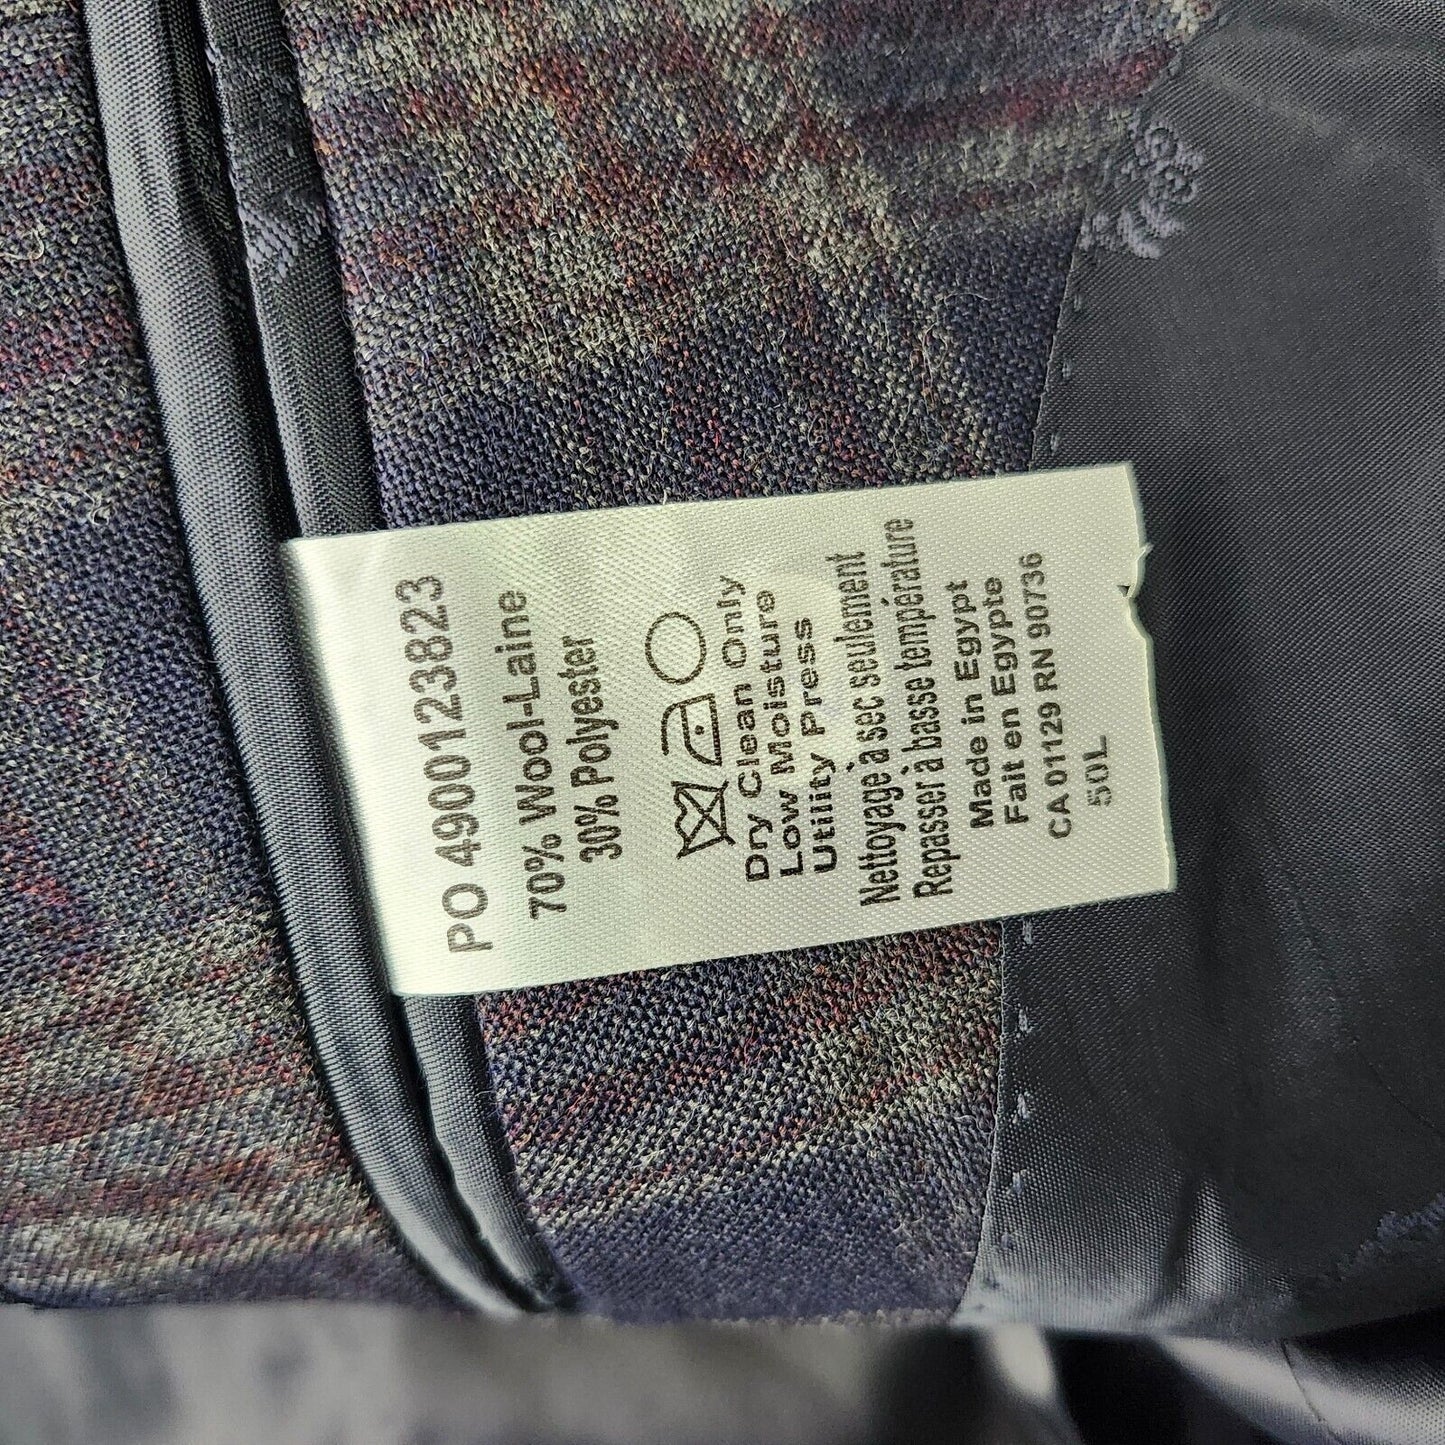 PO 4900123823
70% Wool-Laine
30% Polyester
Dry Clean Only
Low Moisture
Utility Press
Nettoyage à sec seulement
Repasser à basse température
Made in Egypt
Fait en Egypte
CA 01129 RN 90736
50L